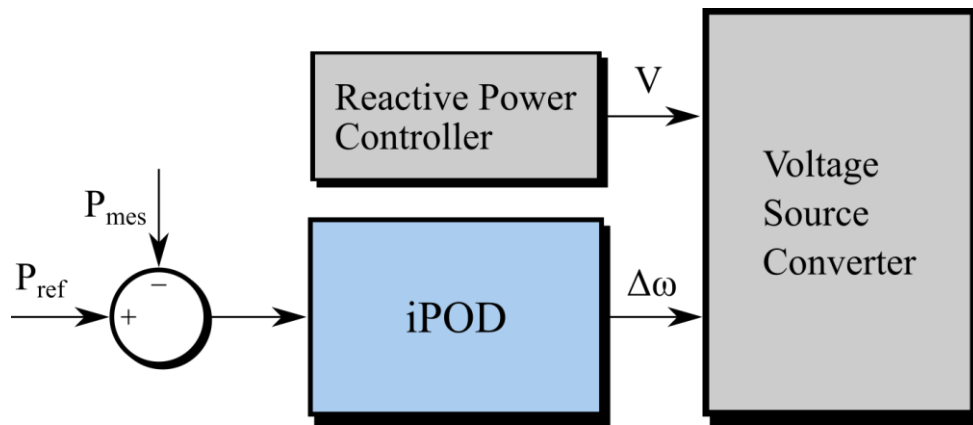 Reactive Power
Controller
V
Voltage
Source
Converter
P_mes
−
P_ref
+
iPOD
Δω